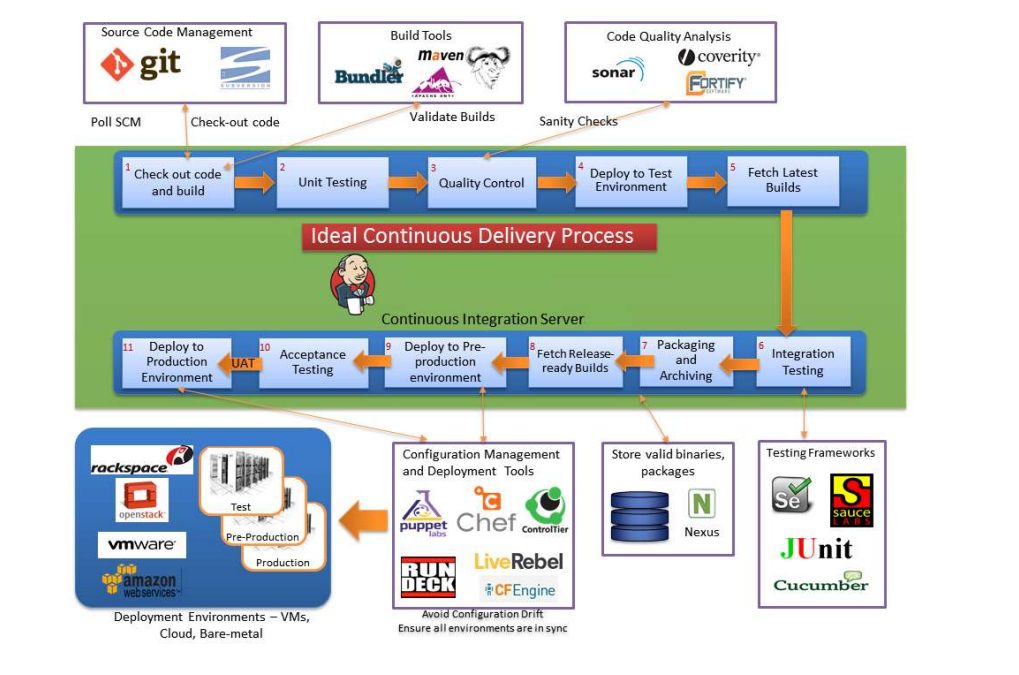 Source Code Management
git
SUBVERSION
Build Tools
Bundler
maven
APACHE ANT
Code Quality Analysis
sonar
coverity
FORTIFY
SOFTWARE
Poll SCM
Check-out code
Validate Builds
Sanity Checks
1
Check out code
and build
2
Unit Testing
3
Quality Control
4
Deploy to Test
Environment
5
Fetch Latest
Builds
Ideal Continuous Delivery Process
Continuous Integration Server
11
Deploy to
Production
Environment
UAT
10
Acceptance
Testing
9
Deploy to Pre-
production
environment
8
Fetch Release-
ready Builds
7
Packaging
and
Archiving
6
Integration
Testing
rackspace
openstack
vmware
amazon
webservices
Test
Pre-Production
Production
Deployment Environments – VMs,
Cloud, Bare-metal
Configuration Management
and Deployment Tools
puppet
labs
Chef
ControlTier
RUN
DECK
LiveRebel
CFEngine
Avoid Configuration Drift
Ensure all environments are in sync
Store valid binaries,
packages
N
Nexus
Testing Frameworks
Se
S
SAUCE
LABS
JUnit
Cucumber